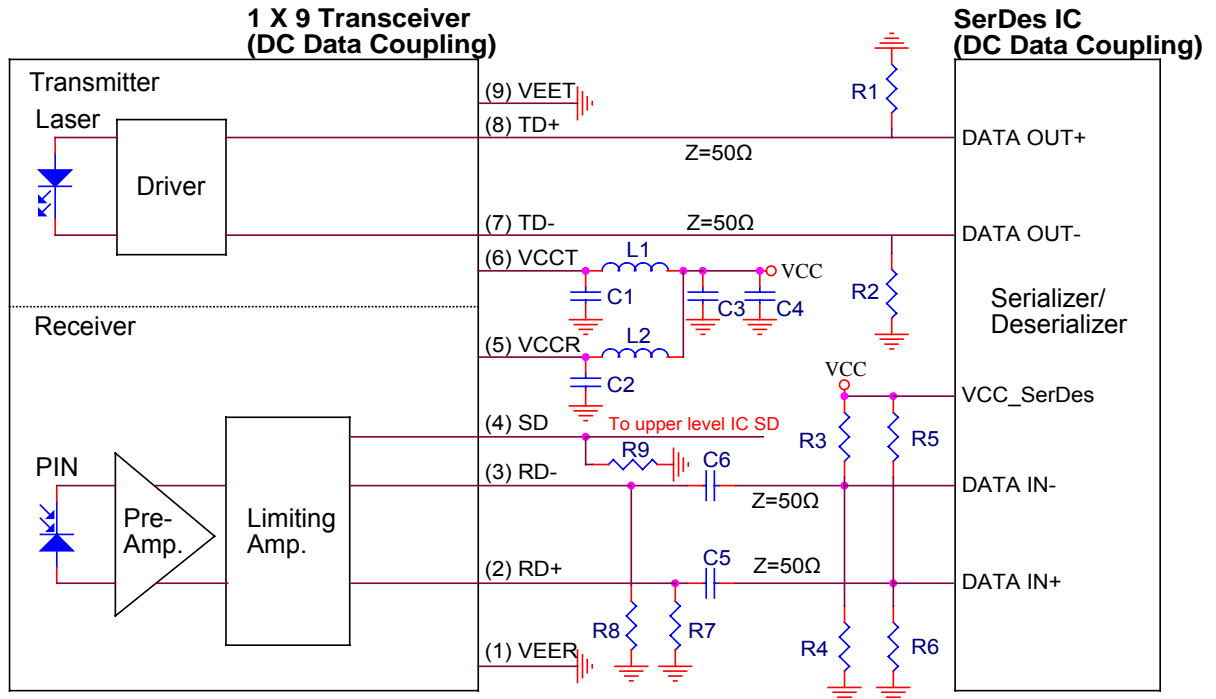 1 X 9 Transceiver
(DC Data Coupling)
SerDes IC
(DC Data Coupling)
Transmitter
Laser
Driver
(9) VEET
(8) TD+
Z=50Ω
R1
DATA OUT+
(7) TD-
Z=50Ω
DATA OUT-
(6) VCCT
L1
VCC
C1
C3
C4
R2
Serializer/
Deserializer
Receiver
(5) VCCR
L2
C2
VCC
VCC_SerDes
(4) SD
To upper level IC SD
R9
R3
R5
PIN
Pre-
Amp.
Limiting
Amp.
(3) RD-
C6
Z=50Ω
DATA IN-
(2) RD+
C5
Z=50Ω
DATA IN+
R8
R7
R4
R6
(1) VEER